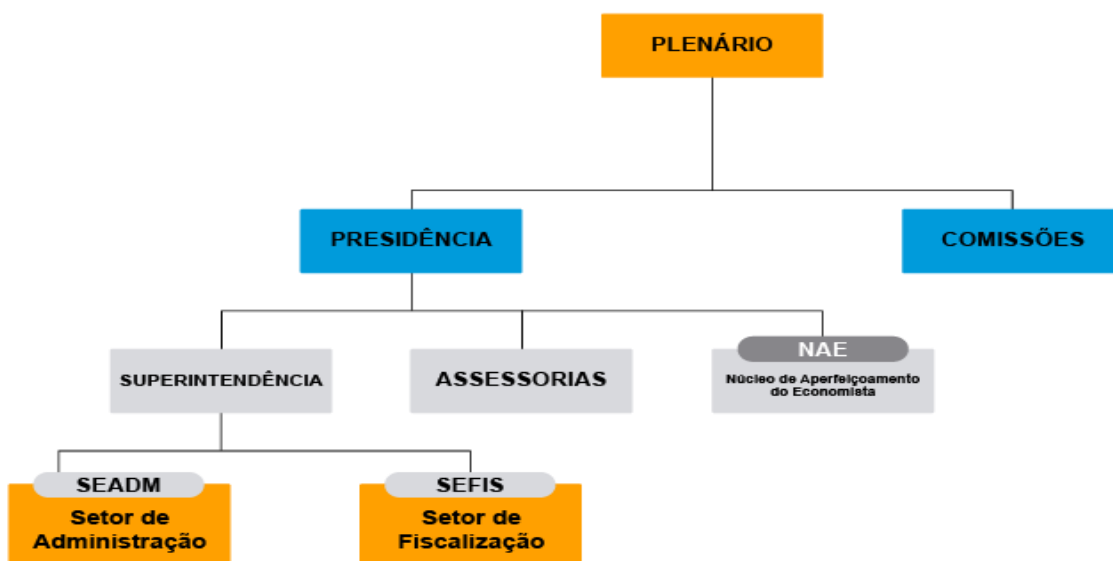 PLENÁRIO
PRESIDÊNCIA
COMISSÕES
SUPERINTENDÊNCIA
ASSESSORIAS
NAE
Núcleo de Aperfeiçoamento
do Economista
SEADM
Setor de
Administração
SEFIS
Setor de
Fiscalização